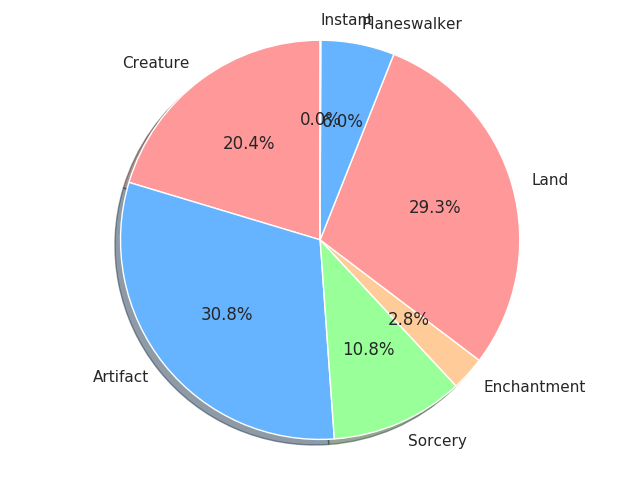 Instant
Planeswalker
Creature
0.0%
6.0%
20.4%
Land
29.3%
30.8%
2.8%
10.8%
Artifact
Enchantment
Sorcery